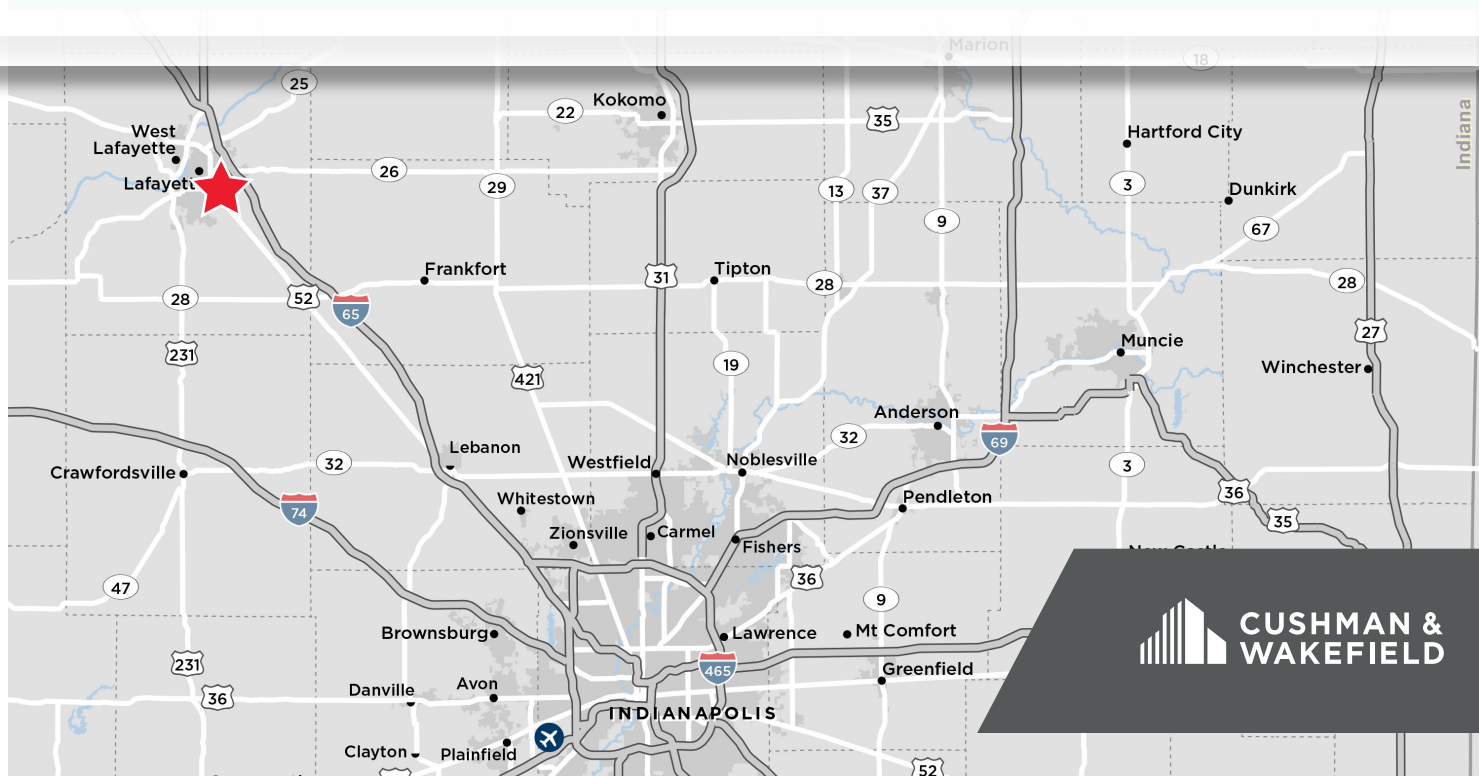 Marion
18
25
Kokomo
22
35
Indiana
West
Lafayette
Hartford City
26
Lafayett
29
13
37
3
Dunkirk
9
67
Frankfort
31
Tipton
28
28
28
52
65
27
231
Muncie
19
Winchester
421
Anderson
32
69
Lebanon
Crawfordsville
32
Westfield
Noblesville
3
36
Whitestown
Pendleton
74
35
Zionsville
Carmel
Fishers
New Castle
47
36
9
CUSHMAN &
WAKEFIELD
Brownsburg
Lawrence
Mt Comfort
231
465
Greenfield
36
Danville
Avon
INDIANAPOLIS
Clayton
Plainfield
52